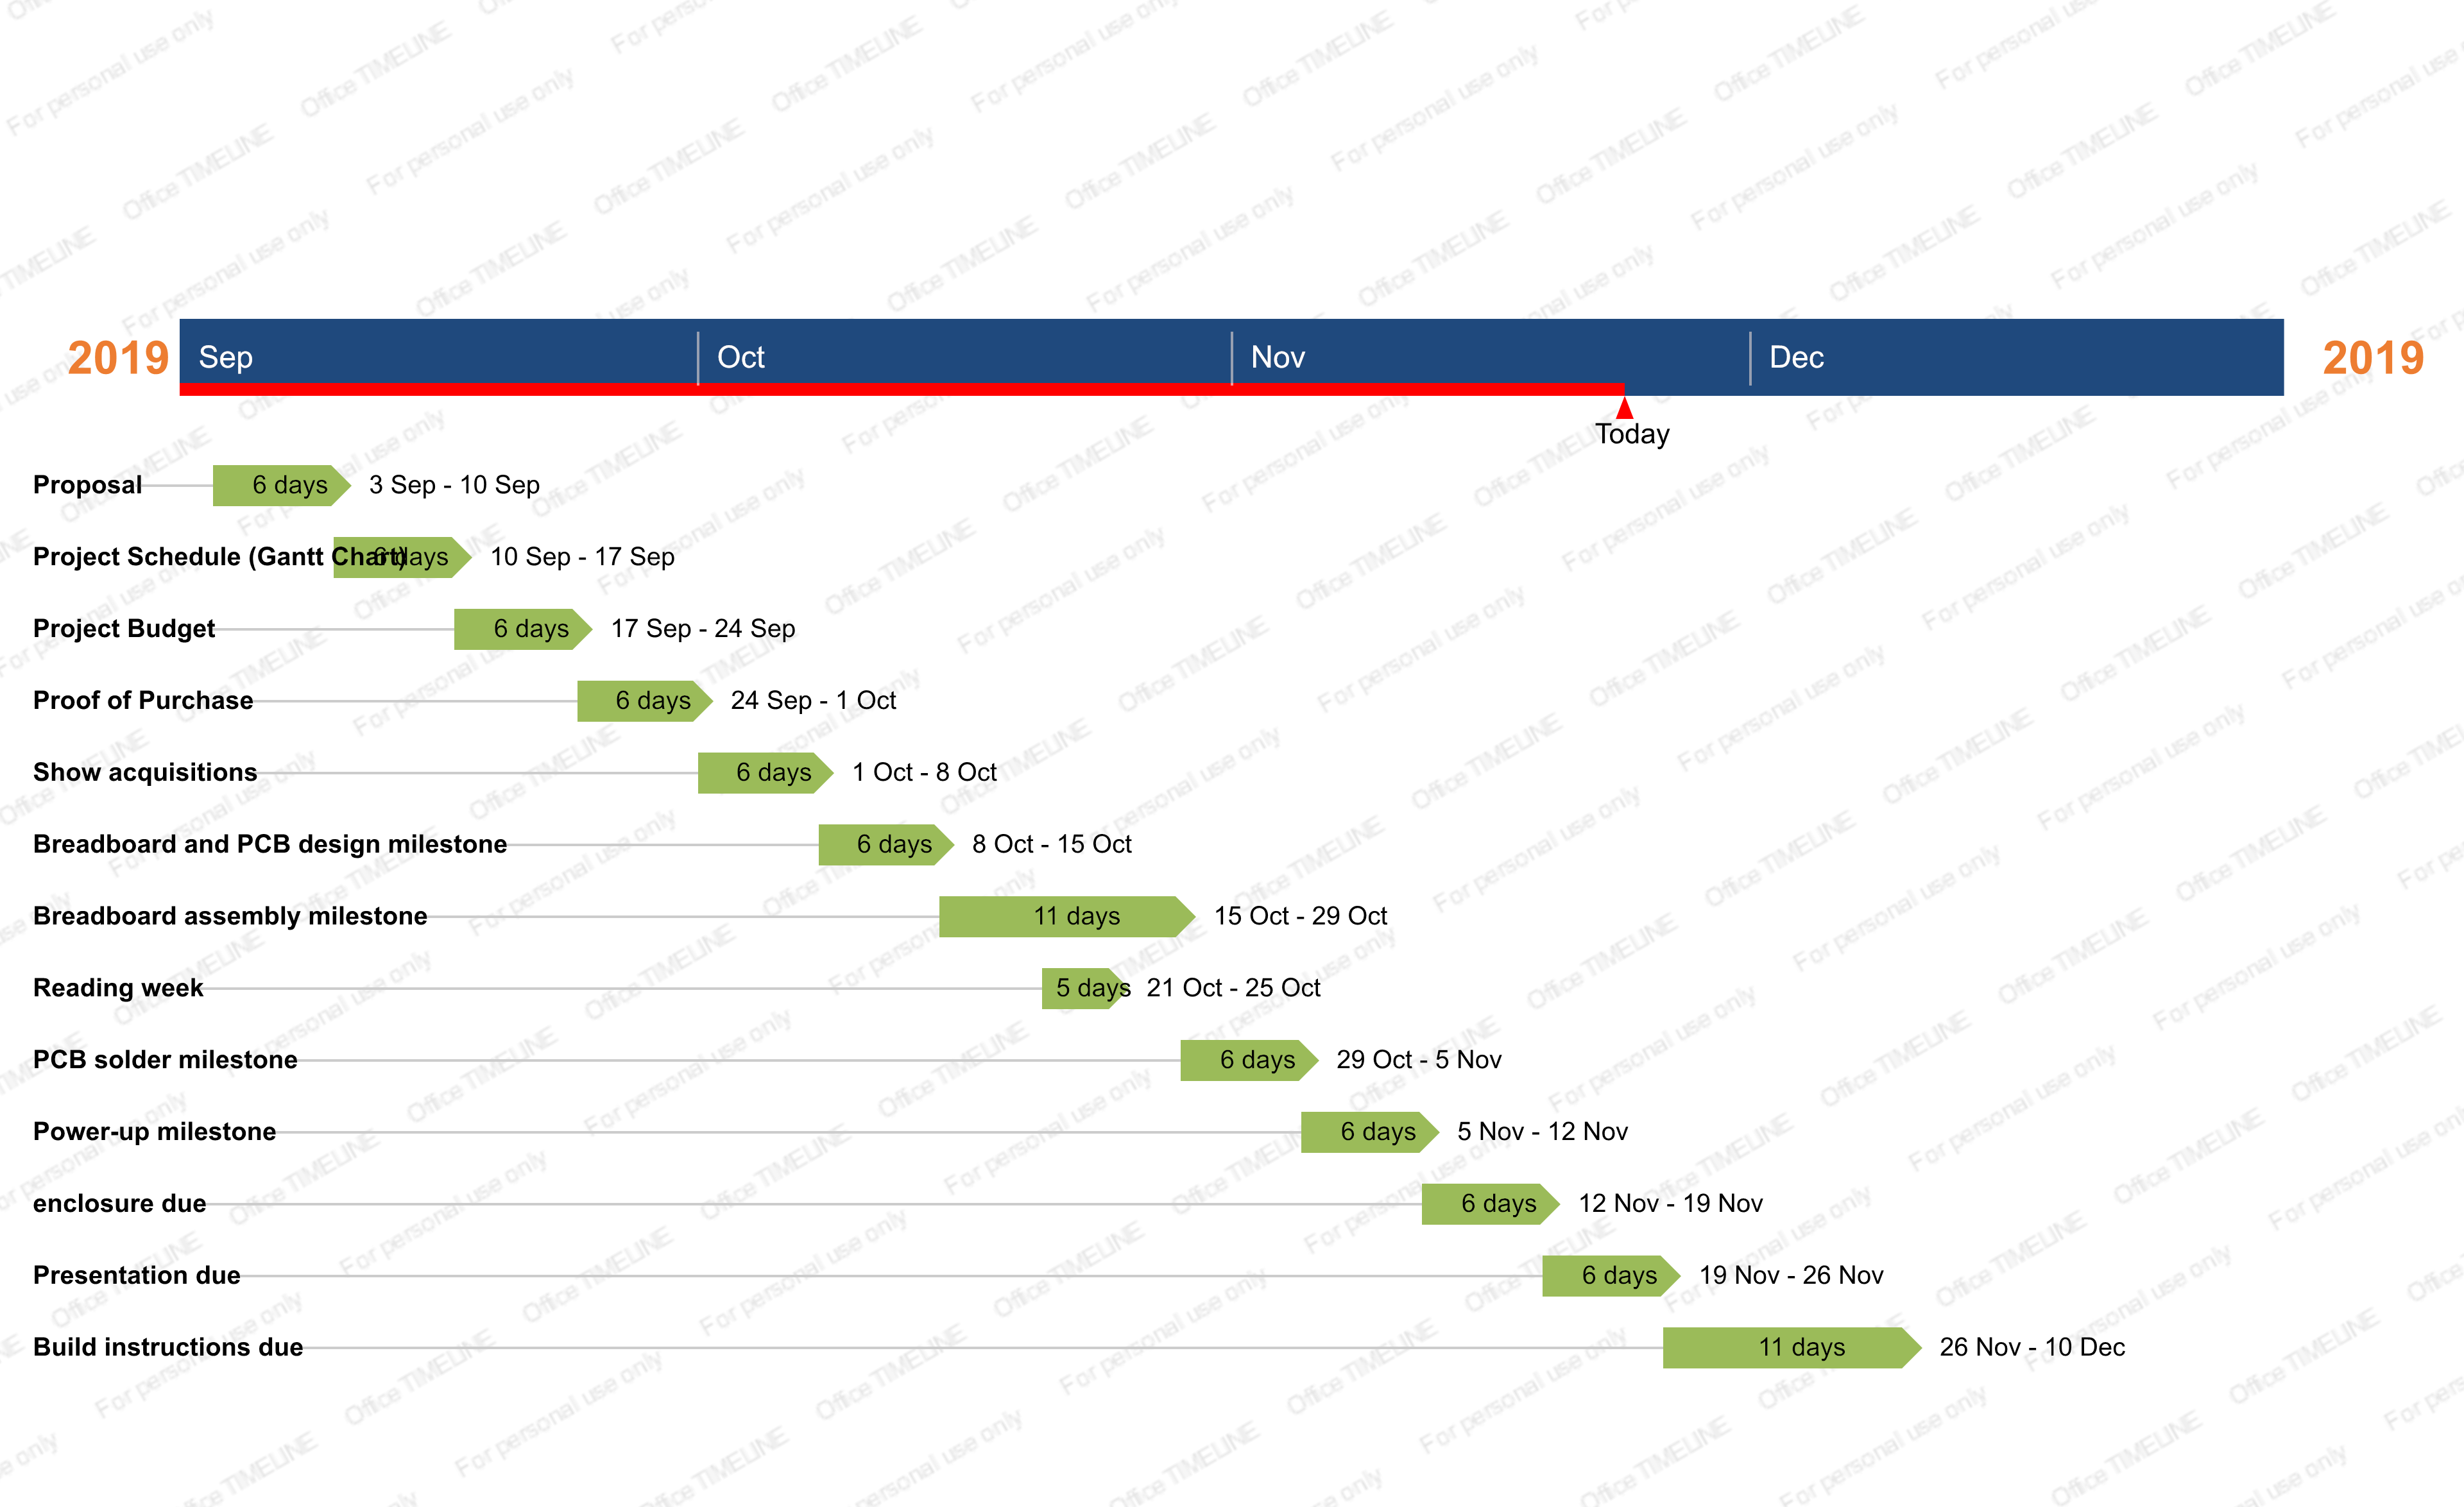 2019 Sep Oct Nov Dec 2019
Today
Proposal 6 days 3 Sep - 10 Sep
Project Schedule (Gantt Chart) 6 days 10 Sep - 17 Sep
Project Budget 6 days 17 Sep - 24 Sep
Proof of Purchase 6 days 24 Sep - 1 Oct
Show acquisitions 6 days 1 Oct - 8 Oct
Breadboard and PCB design milestone 6 days 8 Oct - 15 Oct
Breadboard assembly milestone 11 days 15 Oct - 29 Oct
Reading week 5 days 21 Oct - 25 Oct
PCB solder milestone 6 days 29 Oct - 5 Nov
Power-up milestone 6 days 5 Nov - 12 Nov
enclosure due 6 days 12 Nov - 19 Nov
Presentation due 6 days 19 Nov - 26 Nov
Build instructions due 11 days 26 Nov - 10 Dec
Office TIMELINE For personal use only